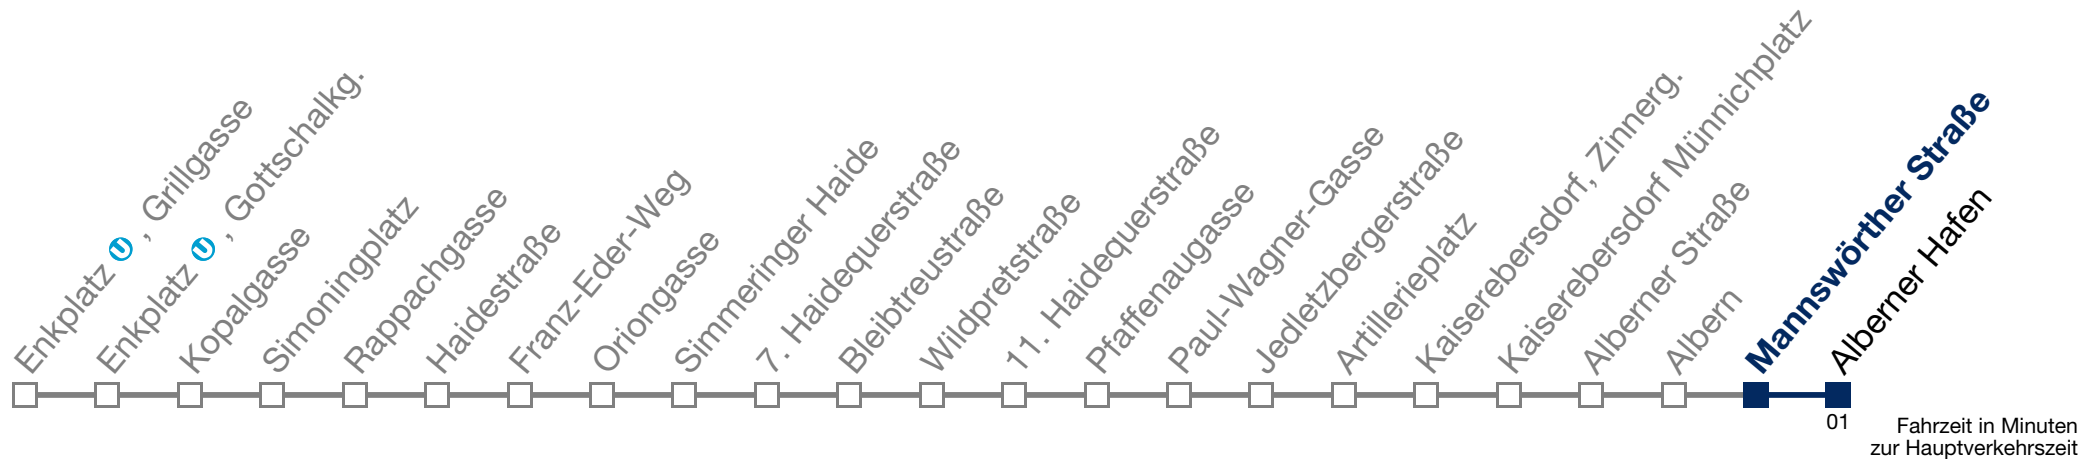 Enkplatz U, Grillgasse
Enkplatz U, Gottschalkg.
Kopalgasse
Simoningplatz
Rappachgasse
Haidestraße
Franz-Eder-Weg
Oriongasse
Simmeringer Haide
7. Haidequerstraße
Bleibtreustraße
Wildpretstraße
11. Haidequerstraße
Pfaffenaugasse
Paul-Wagner-Gasse
Jedletzbergerstraße
Artillerieplatz
Kaiserebersdorf, Zinnerg.
Kaiserebersdorf Münnichplatz
Alberner Straße
Albern
Mannswörther Straße
Alberner Hafen
01
Fahrzeit in Minuten
zur Hauptverkehrszeit